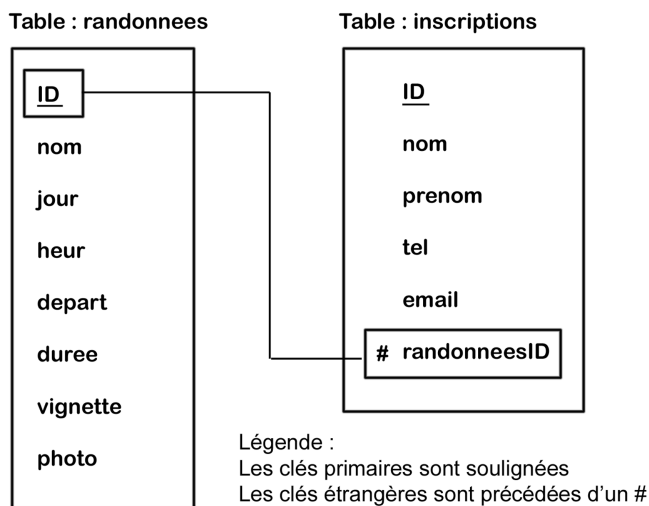 Table : randonnees
ID
nom
jour
heur
depart
duree
vignette
photo
Table : inscriptions
ID
nom
prenom
tel
email
# randonneesID
Légende :
Les clés primaires sont soulignées
Les clés étrangères sont précédées d'un #